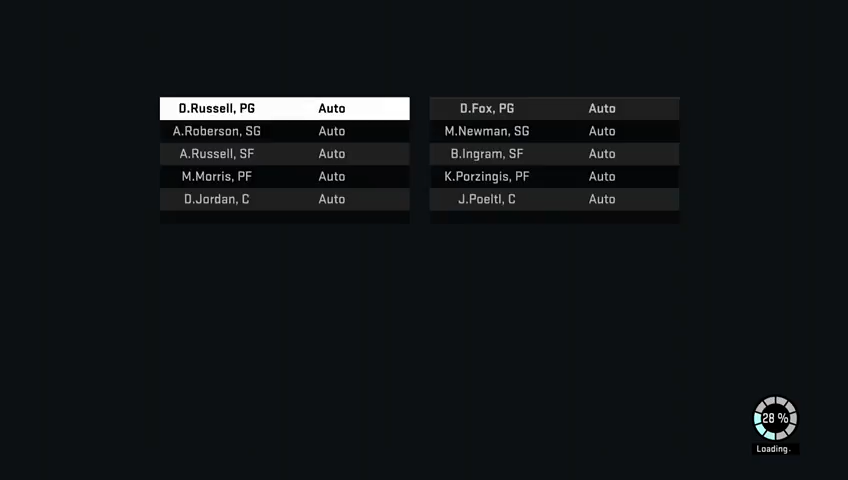 D.Russell, PG Auto
A.Roberson, SG Auto
A.Russell, SF Auto
M.Morris, PF Auto
D.Jordan, C Auto
D.Fox, PG Auto
M.Newman, SG Auto
B.Ingram, SF Auto
K.Porzingis, PF Auto
J.Poeltl, C Auto
28 %
Loading.